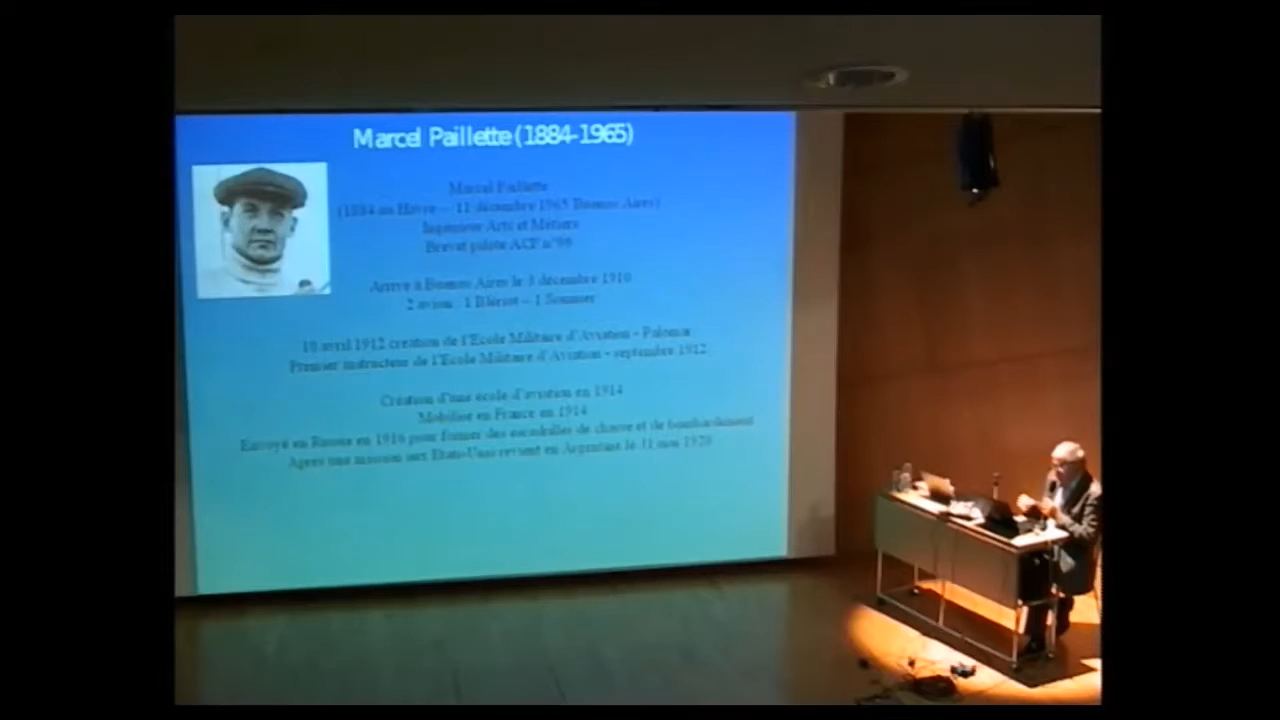 Marcel Paillette (1884-1965)
Marcel Paillette
(1884 au Havre – 11 décembre 1965 Buenos Aires)
Ingénieur Arts et Métiers
Brevet pilote ACF n°
Arrive à Buenos Aires le 3 décembre 1910
2 avions : 1 Blériot – 1 Sommer
10 avril 1912 création de l'Ecole Militaire d'Aviation - Palomar
Premier instructeur de l'Ecole Militaire d'Aviation - septembre 1912
Création d'une école d'aviation en 1914
Mobilisé en France en 1914
Envoyé en Russie en 1916 pour former des escadrilles de chasse et de bombardement
Après une mission aux Etats-Unis revient en Argentine le 31 mai 1920